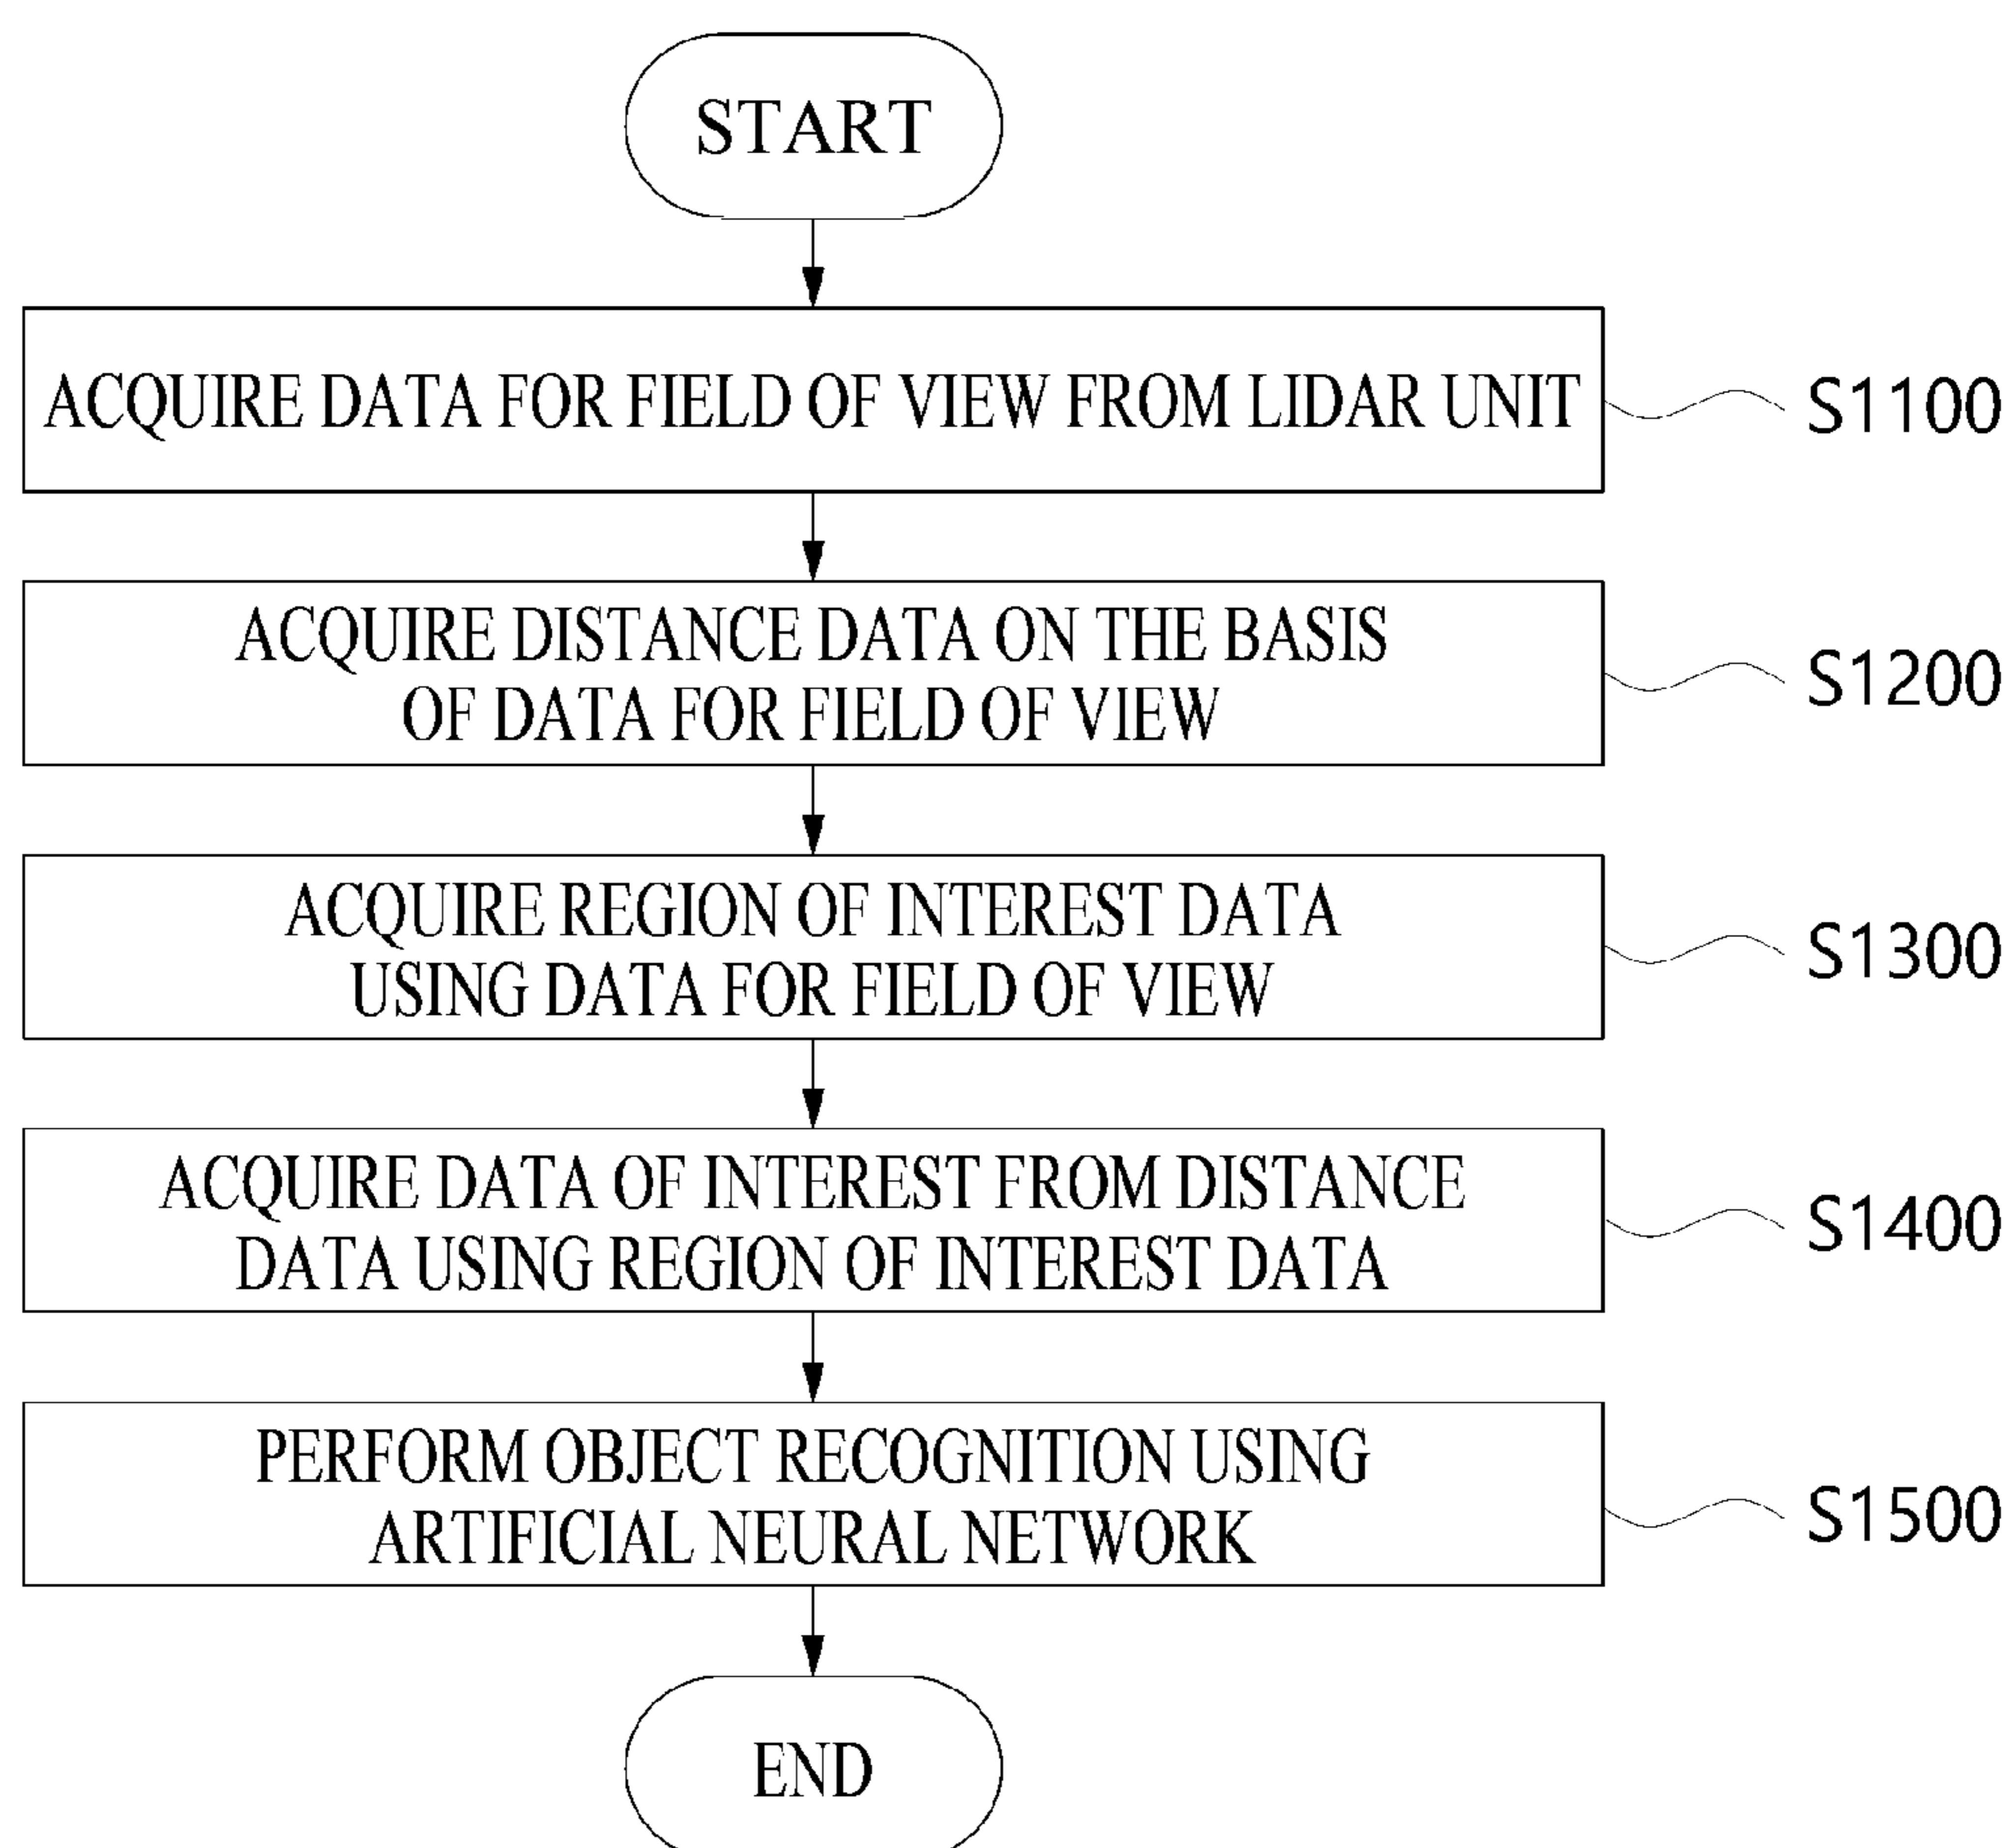 START
ACQUIRE DATA FOR FIELD OF VIEW FROM LIDAR UNIT
S1100
ACQUIRE DISTANCE DATA ON THE BASIS
OF DATA FOR FIELD OF VIEW
S1200
ACQUIRE REGION OF INTEREST DATA
USING DATA FOR FIELD OF VIEW
S1300
ACQUIRE DATA OF INTEREST FROM DISTANCE
DATA USING REGION OF INTEREST DATA
S1400
PERFORM OBJECT RECOGNITION USING
ARTIFICIAL NEURAL NETWORK
S1500
END